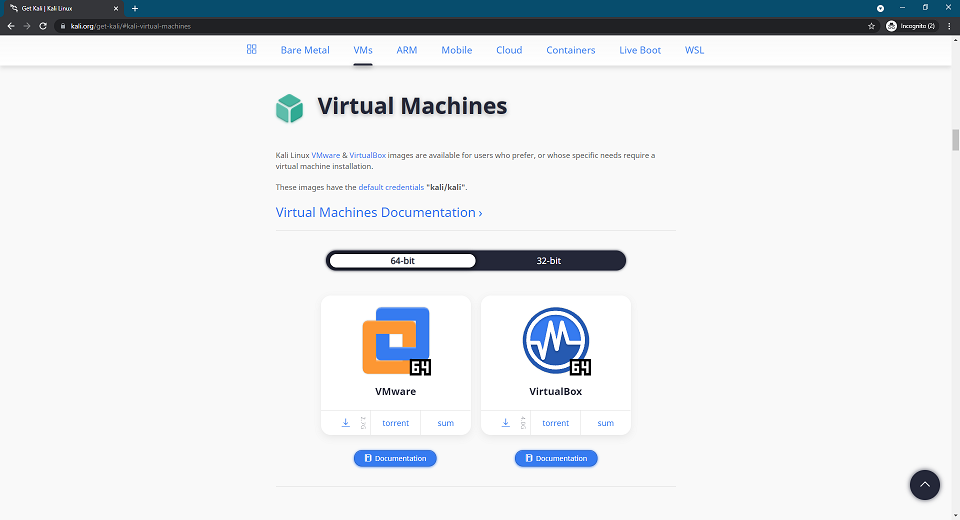 Get Kali | Kali Linux
kali.org/get-kali/#kali-virtual-machines
Incognito (2)
Bare Metal VMs ARM Mobile Cloud Containers Live Boot WSL
Virtual Machines
Kali Linux VMware & VirtualBox images are available for users who prefer, or whose specific needs require a
virtual machine installation.
These images have the default credentials "kali/kali".
Virtual Machines Documentation ›
64-bit 32-bit
64 64
VMware VirtualBox
torrent sum 4.0G torrent sum
Documentation Documentation